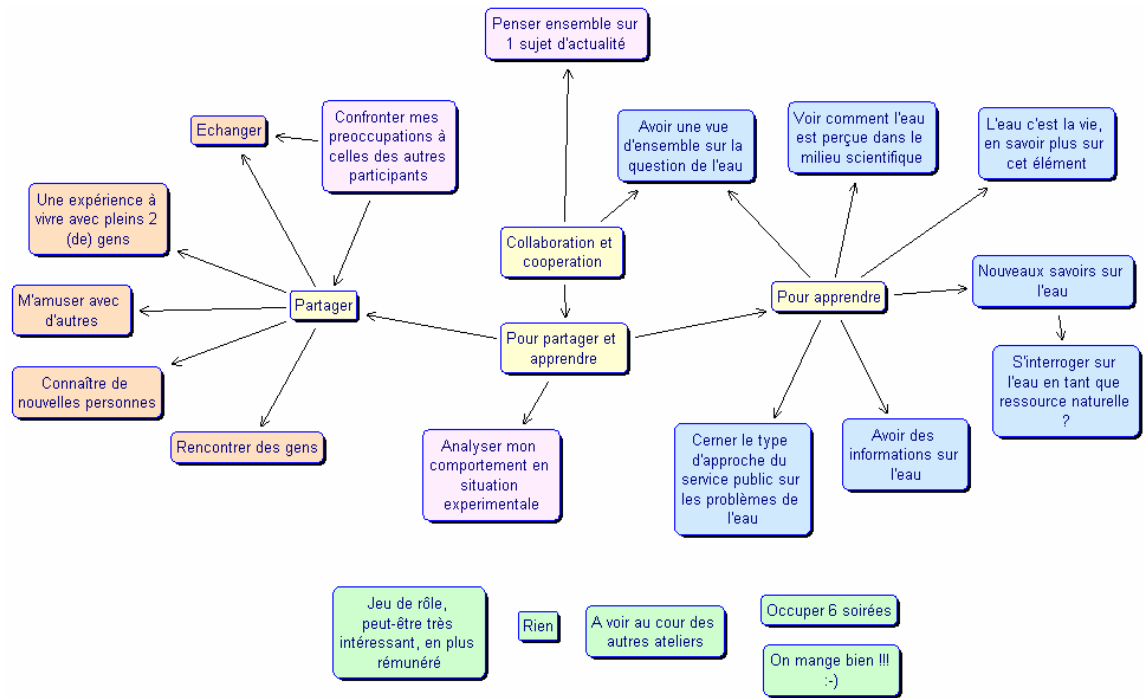 Penser ensemble sur
1 sujet d'actualité
Echanger
Confronter mes
preoccupations à
celles des autres
participants
Avoir une vue
d'ensemble sur la
question de l'eau
Voir comment l'eau
est perçue dans le
milieu scientifique
L'eau c'est la vie,
en savoir plus sur
cet élément
Une expérience à
vivre avec pleins 2
(de) gens
Collaboration et
cooperation
M'amuser avec
d'autres
Partager
Pour apprendre
Nouveaux savoirs sur
l'eau
Pour partager et
apprendre
Connaître de
nouvelles personnes
S'interroger sur
l'eau en tant que
ressource naturelle
?
Rencontrer des gens
Analyser mon
comportement en
situation
experimentale
Cerner le type
d'approche du
service public sur
les problèmes de
l'eau
Avoir des
informations sur
l'eau
Jeu de rôle,
peut-être très
intéressant, en plus
rémunéré
Rien
A voir au cour des
autres ateliers
Occuper 6 soirées
On mange bien !!!
:-)